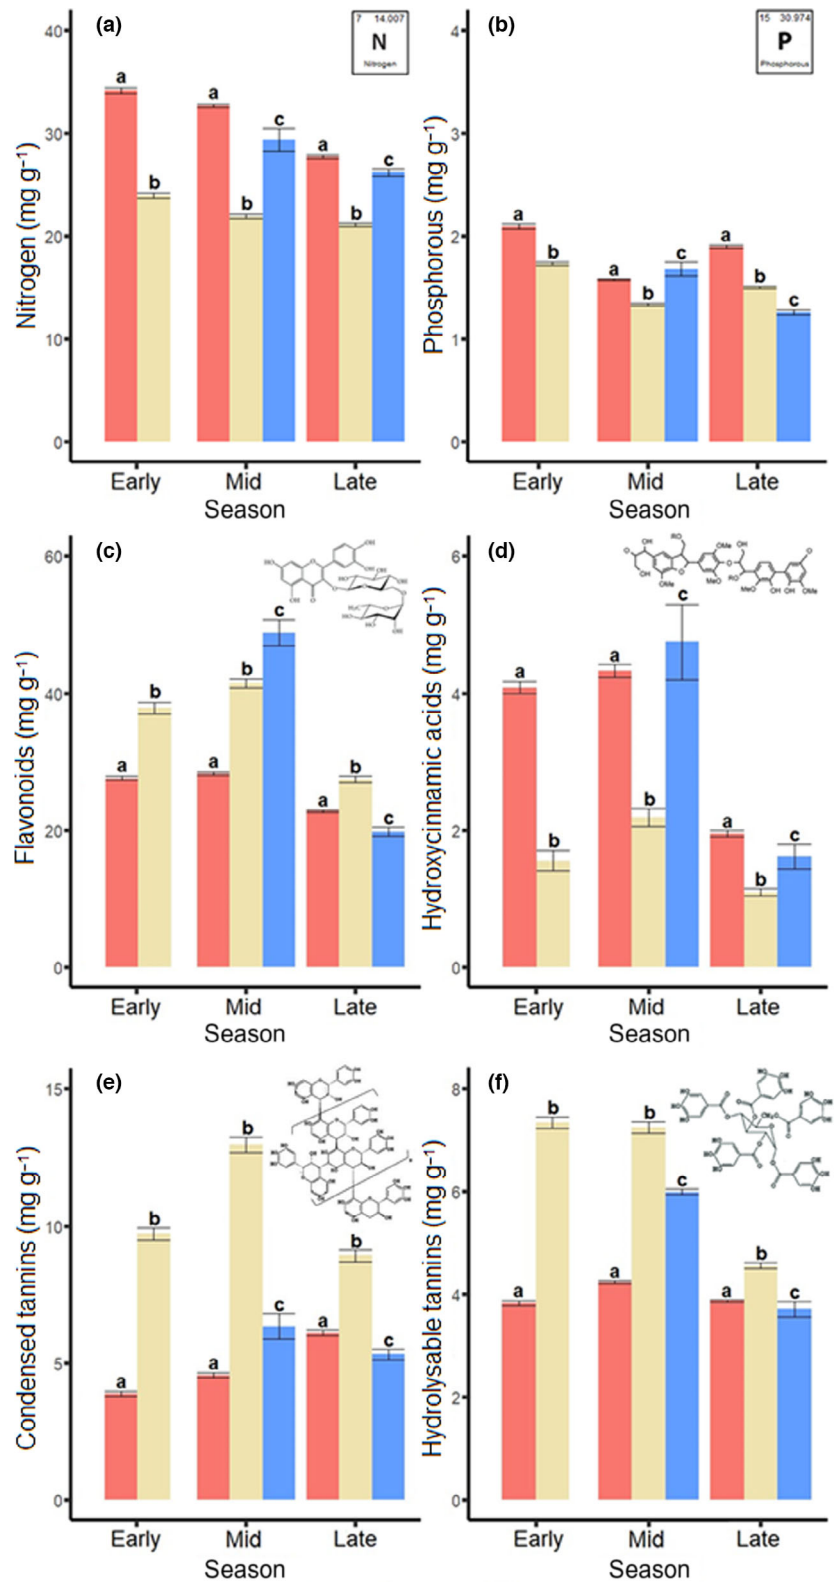 (a)
7 14.007
N
Nitrogen
40
30
20
10
0
Nitrogen (mg g⁻¹)
a
b
a
b
c
a
b
c
Early Mid Late
Season
(b)
15 30.974
P
Phosphorous
4
3
2
1
0
Phosphorous (mg g⁻¹)
a
b
a
b
c
a
b
c
Early Mid Late
Season
(c)
60
40
20
0
Flavonoids (mg g⁻¹)
a
b
a
b
c
a
b
c
Early Mid Late
Season
(d)
6
4
2
0
Hydroxycinnamic acids (mg g⁻¹)
a
b
a
b
c
a
b
c
Early Mid Late
Season
(e)
15
10
5
0
Condensed tannins (mg g⁻¹)
a
b
a
b
c
a
b
c
Early Mid Late
Season
(f)
8
6
4
2
0
Hydrolysable tannins (mg g⁻¹)
a
b
a
b
c
a
b
c
Early Mid Late
Season